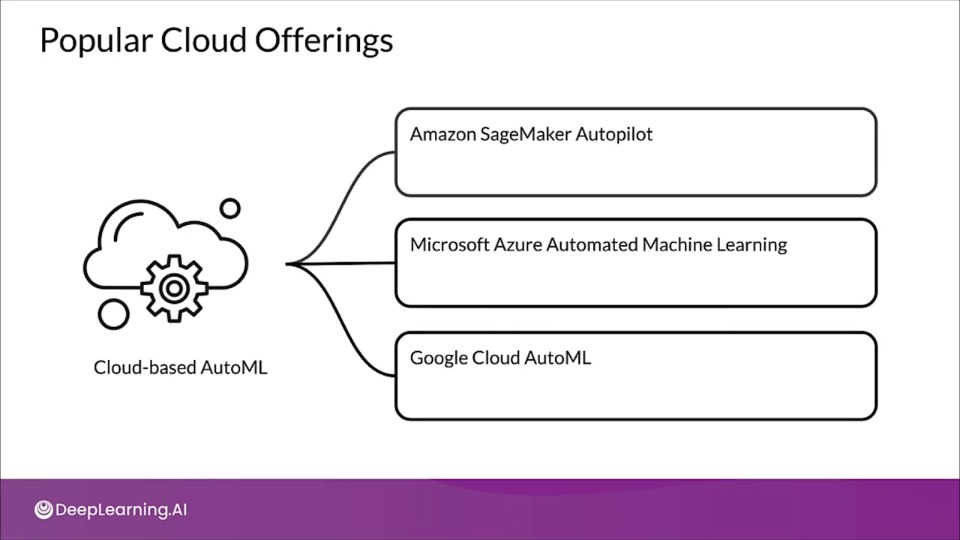 Popular Cloud Offerings
Amazon SageMaker Autopilot
Microsoft Azure Automated Machine Learning
Google Cloud AutoML
Cloud-based AutoML
DeepLearning.AI